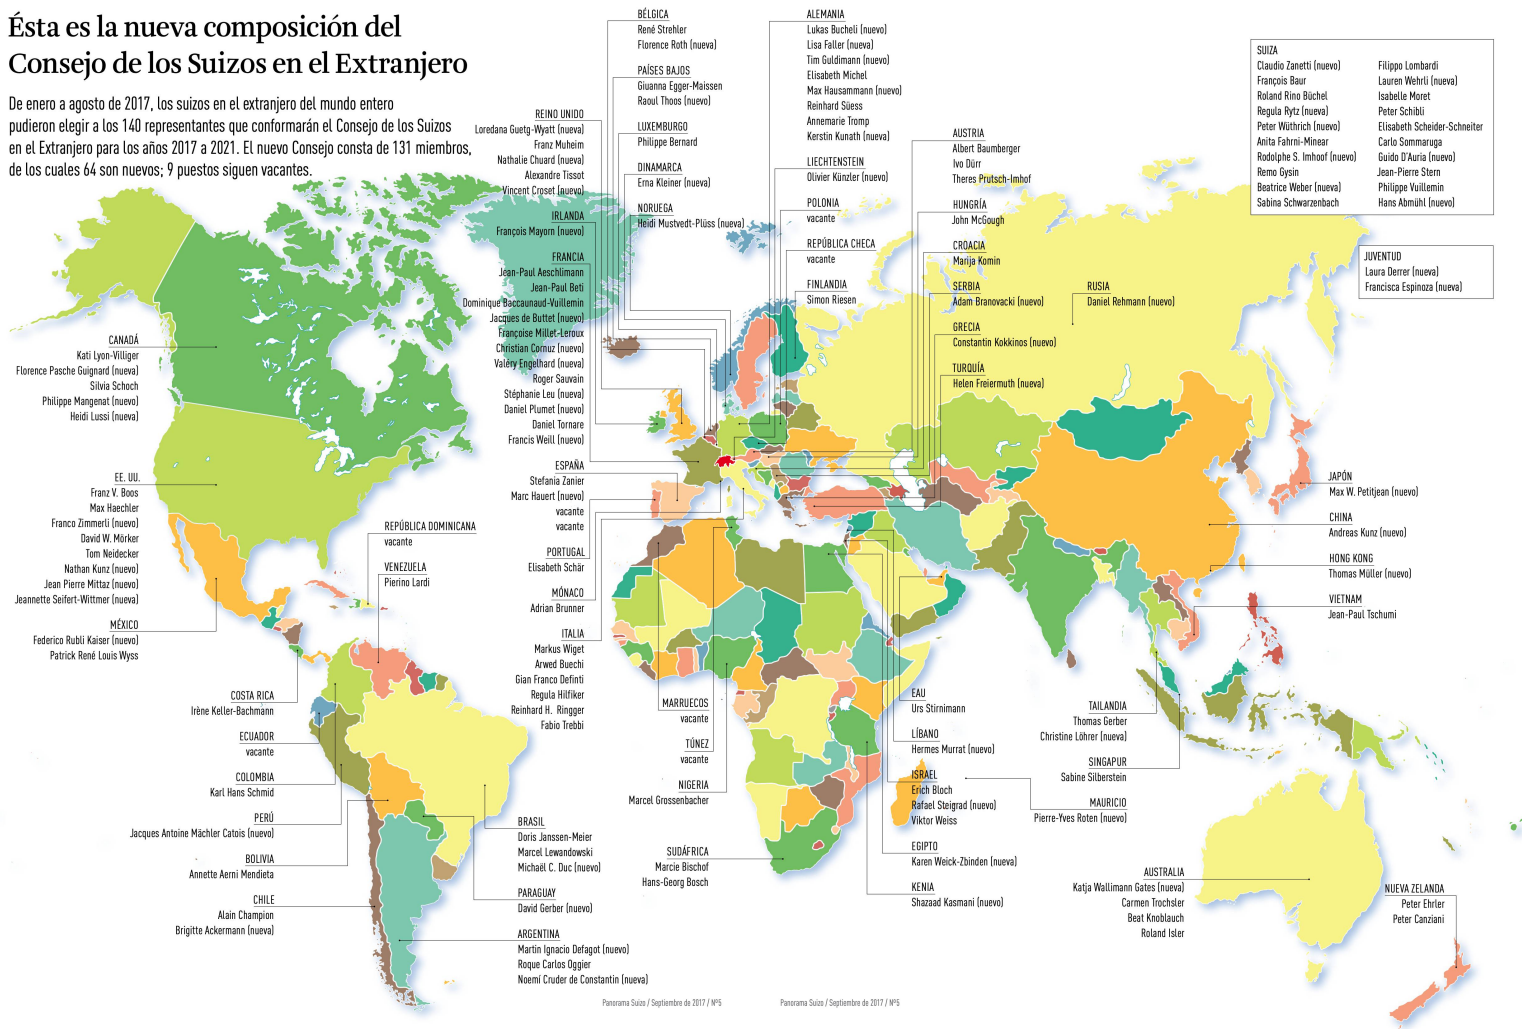 Ésta es la nueva composición del
Consejo de los Suizos en el Extranjero
De enero a agosto de 2017, los suizos en el extranjero del mundo entero
pudieron elegir a los 140 representantes que conformarán el Consejo de los Suizos
en el Extranjero para los años 2017 a 2021. El nuevo Consejo consta de 131 miembros,
de los cuales 64 son nuevos; 9 puestos siguen vacantes.
CANADÁ
Kati Lyon-Villiger
Florence Pasche Guignard (nueva)
Silvia Schoch
Philippe Mangenat (nuevo)
Heidi Lussi (nueva)
EE. UU.
Franz V. Boos
Max Haechler
Franco Zimmerli (nuevo)
David W. Mörker
Tom Neidecker
Nathan Kunz (nuevo)
Jean Pierre Mittaz (nuevo)
Jeannette Seifert-Wittmer (nueva)
MÉXICO
Federico Rubli Kaiser (nuevo)
Patrick René Louis Wyss
REPÚBLICA DOMINICANA
vacante
VENEZUELA
Pierino Lardi
COSTA RICA
Irène Keller-Bachmann
ECUADOR
vacante
COLOMBIA
Karl Hans Schmid
PERÚ
Jacques Antoine Mächler Catois (nuevo)
BOLIVIA
Annette Aerni Mendieta
CHILE
Alain Champion
Brigitte Ackermann (nueva)
BRASIL
Doris Janssen-Meier
Marcel Lewandowski
Michaël C. Duc (nuevo)
PARAGUAY
David Gerber (nuevo)
ARGENTINA
Martin Ignacio Defagot (nuevo)
Roque Carlos Oggier
Noemí Cruder de Constantin (nueva)
REINO UNIDO
Loredana Guetg-Wyatt (nueva)
Franz Muheim
Nathalie Chuard (nueva)
Alexandre Tissot
Vincent Croset (nuevo)
IRLANDA
François Mayorn (nuevo)
FRANCIA
Jean-Paul Aeschlimann
Jean-Paul Beti
Dominique Baccaunaud-Vuillemin
Jacques de Buttet (nuevo)
Françoise Millet-Leroux
Christian Cornuz (nuevo)
Valéry Engelhard (nueva)
Roger Sauvain
Stéphanie Leu (nueva)
Daniel Plumet (nuevo)
Daniel Tornare
Francis Weill (nuevo)
ESPAÑA
Stefania Zanier
Marc Hauert (nuevo)
vacante
vacante
PORTUGAL
Elisabeth Schär
MÓNACO
Adrian Brunner
ITALIA
Markus Wiget
Arwed Buechi
Gian Franco Definti
Regula Hilfiker
Reinhard H. Ringger
Fabio Trebbi
BÉLGICA
René Strehler
Florence Roth (nueva)
PAÍSES BAJOS
Giuanna Egger-Maissen
Raoul Thoos (nuevo)
LUXEMBURGO
Philippe Bernard
DINAMARCA
Erna Kleiner (nueva)
NORUEGA
Heidi Mustvedt-Plüss (nueva)
ALEMANIA
Lukas Bucheli (nuevo)
Lisa Faller (nueva)
Tim Guldimann (nuevo)
Elisabeth Michel
Max Hausammann (nuevo)
Reinhard Süess
Annemarie Tromp
Kerstin Kunath (nueva)
LIECHTENSTEIN
Olivier Künzler (nuevo)
POLONIA
vacante
REPÚBLICA CHECA
vacante
FINLANDIA
Simon Riesen
AUSTRIA
Albert Baumberger
Ivo Dürr
Theres Prutsch-Imhof
HUNGRÍA
John McGough
CROACIA
Marija Komin
SERBIA
Adam Branovacki (nuevo)
GRECIA
Constantin Kokkinos (nuevo)
TURQUÍA
Helen Freiermuth (nueva)
RUSIA
Daniel Rehmann (nuevo)
SUIZA
Claudio Zanetti (nuevo)
François Baur
Roland Rino Büchel
Regula Rytz (nueva)
Peter Wüthrich (nuevo)
Anita Fahrni-Minear
Rodolphe S. Imhoof (nuevo)
Remo Gysin
Beatrice Weber (nueva)
Sabina Schwarzenbach
Filippo Lombardi
Lauren Wehrli (nueva)
Isabelle Moret
Peter Schibli
Elisabeth Scheider-Schneiter
Carlo Sommaruga
Guido D'Auria (nuevo)
Jean-Pierre Stern
Philippe Vuillemin
Hans Abmühl (nuevo)
JUVENTUD
Laura Derrer (nueva)
Francisca Espinoza (nueva)
JAPÓN
Max W. Petitjean (nuevo)
CHINA
Andreas Kunz (nuevo)
HONG KONG
Thomas Müller (nuevo)
VIETNAM
Jean-Paul Tschumi
MARRUECOS
vacante
TÚNEZ
vacante
NIGERIA
Marcel Grossenbacher
SUDÁFRICA
Marcie Bischof
Hans-Georg Bosch
EAU
Urs Stirnimann
LÍBANO
Hermes Murrat (nuevo)
ISRAEL
Erich Bloch
Rafael Steigrad (nuevo)
Viktor Weiss
EGIPTO
Karen Weick-Zbinden (nueva)
KENIA
Shazaad Kasmani (nuevo)
TAILANDIA
Thomas Gerber
Christine Löhrer (nueva)
SINGAPUR
Sabine Silberstein
MAURICIO
Pierre-Yves Roten (nuevo)
AUSTRALIA
Katja Wallimann Gates (nueva)
Carmen Trochsler
Beat Knoblauch
Roland Isler
NUEVA ZELANDA
Peter Ehrler
Peter Canziani
Panorama Suizo / Septiembre de 2017 / Nº5
Panorama Suizo / Septiembre de 2017 / Nº5